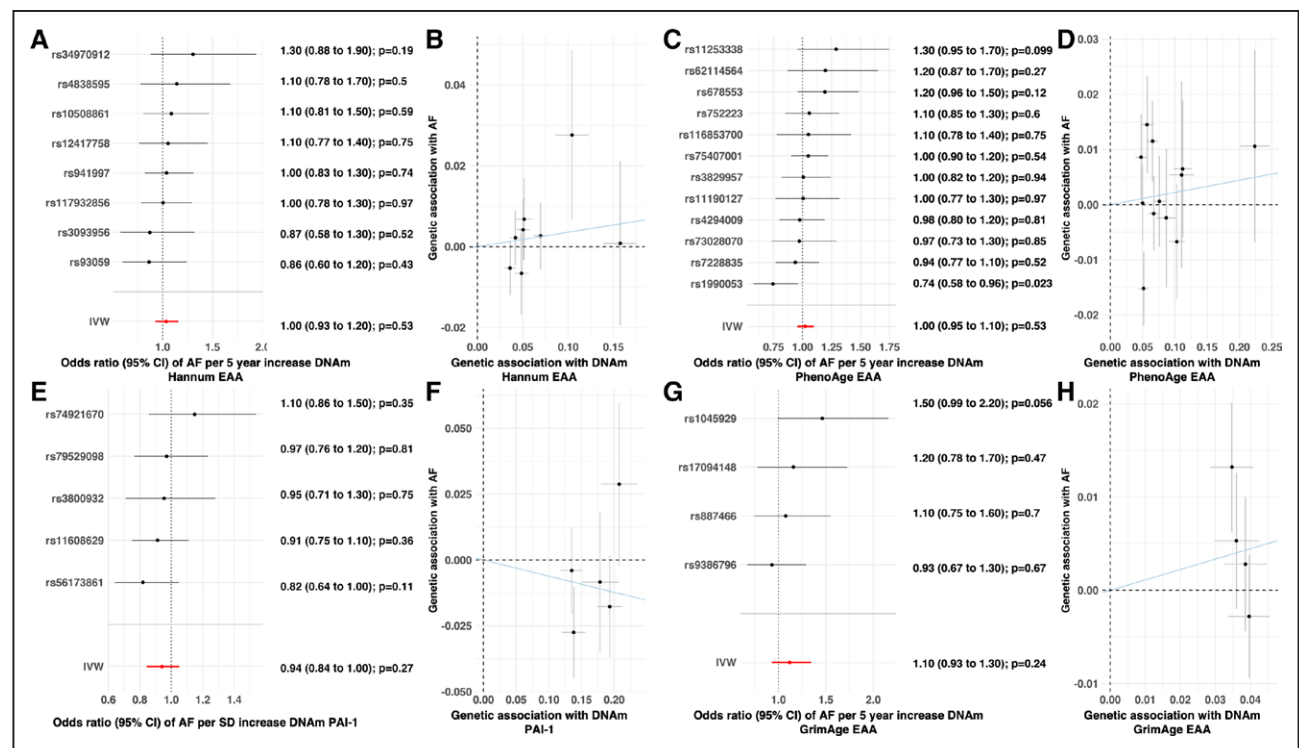 A
rs34970912 1.30 (0.88 to 1.90); p=0.19
rs4838595 1.10 (0.78 to 1.70); p=0.5
rs10508861 1.10 (0.81 to 1.50); p=0.59
rs12417758 1.10 (0.77 to 1.40); p=0.75
rs941997 1.00 (0.83 to 1.30); p=0.74
rs117932856 1.00 (0.78 to 1.30); p=0.97
rs3093956 0.87 (0.58 to 1.30); p=0.52
rs93059 0.86 (0.60 to 1.20); p=0.43
IVW 1.00 (0.93 to 1.20); p=0.53
1.0 1.5 2.0
Odds ratio (95% CI) of AF per 5 year increase DNAm
Hannum EAA
B
Genetic association with AF
0.04
0.02
0.00
-0.02
0.00 0.05 0.10 0.15
Genetic association with DNAm
Hannum EAA
C
rs11253338 1.30 (0.95 to 1.70); p=0.099
rs62114564 1.20 (0.87 to 1.70); p=0.27
rs678553 1.20 (0.96 to 1.50); p=0.12
rs752223 1.10 (0.85 to 1.30); p=0.6
rs116853700 1.10 (0.78 to 1.40); p=0.75
rs75407001 1.00 (0.90 to 1.20); p=0.54
rs3829957 1.00 (0.82 to 1.20); p=0.94
rs11190127 1.00 (0.77 to 1.30); p=0.97
rs4294009 0.98 (0.80 to 1.20); p=0.81
rs73028070 0.97 (0.73 to 1.30); p=0.85
rs7228835 0.94 (0.77 to 1.10); p=0.52
rs1990053 0.74 (0.58 to 0.96); p=0.023
IVW 1.00 (0.95 to 1.10); p=0.53
0.75 1.00 1.25 1.50 1.75
Odds ratio (95% CI) of AF per 5 year increase DNAm
PhenoAge EAA
D
Genetic association with AF
0.03
0.02
0.01
0.00
-0.01
-0.02
0.00 0.05 0.10 0.15 0.20 0.25
Genetic association with DNAm
PhenoAge EAA
E
rs74921670 1.10 (0.86 to 1.50); p=0.35
rs79529098 0.97 (0.76 to 1.20); p=0.81
rs3800932 0.95 (0.71 to 1.30); p=0.75
rs11608629 0.91 (0.75 to 1.10); p=0.36
rs56173861 0.82 (0.64 to 1.00); p=0.11
IVW 0.94 (0.84 to 1.00); p=0.27
0.6 0.8 1.0 1.2 1.4
Odds ratio (95% CI) of AF per SD increase DNAm PAI-1
F
Genetic association with AF
0.050
0.025
0.000
-0.025
-0.050
0.00 0.05 0.10 0.15 0.20
Genetic association with DNAm
PAI-1
G
rs1045929 1.50 (0.99 to 2.20); p=0.056
rs17094148 1.20 (0.78 to 1.70); p=0.47
rs887466 1.10 (0.75 to 1.60); p=0.7
rs9386796 0.93 (0.67 to 1.30); p=0.67
IVW 1.10 (0.93 to 1.30); p=0.24
1.0 1.5 2.0
Odds ratio (95% CI) of AF per 5 year increase DNAm
GrimAge EAA
H
Genetic association with AF
0.02
0.01
0.00
-0.01
0.00 0.01 0.02 0.03 0.04
Genetic association with DNAm
GrimAge EAA